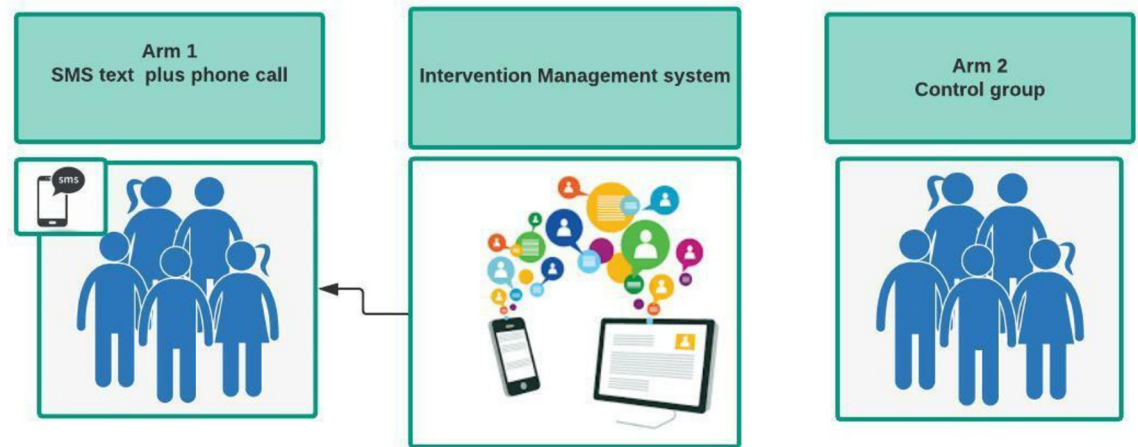 Arm 1
SMS text plus phone call
Intervention Management system
Arm 2
Control group
sms